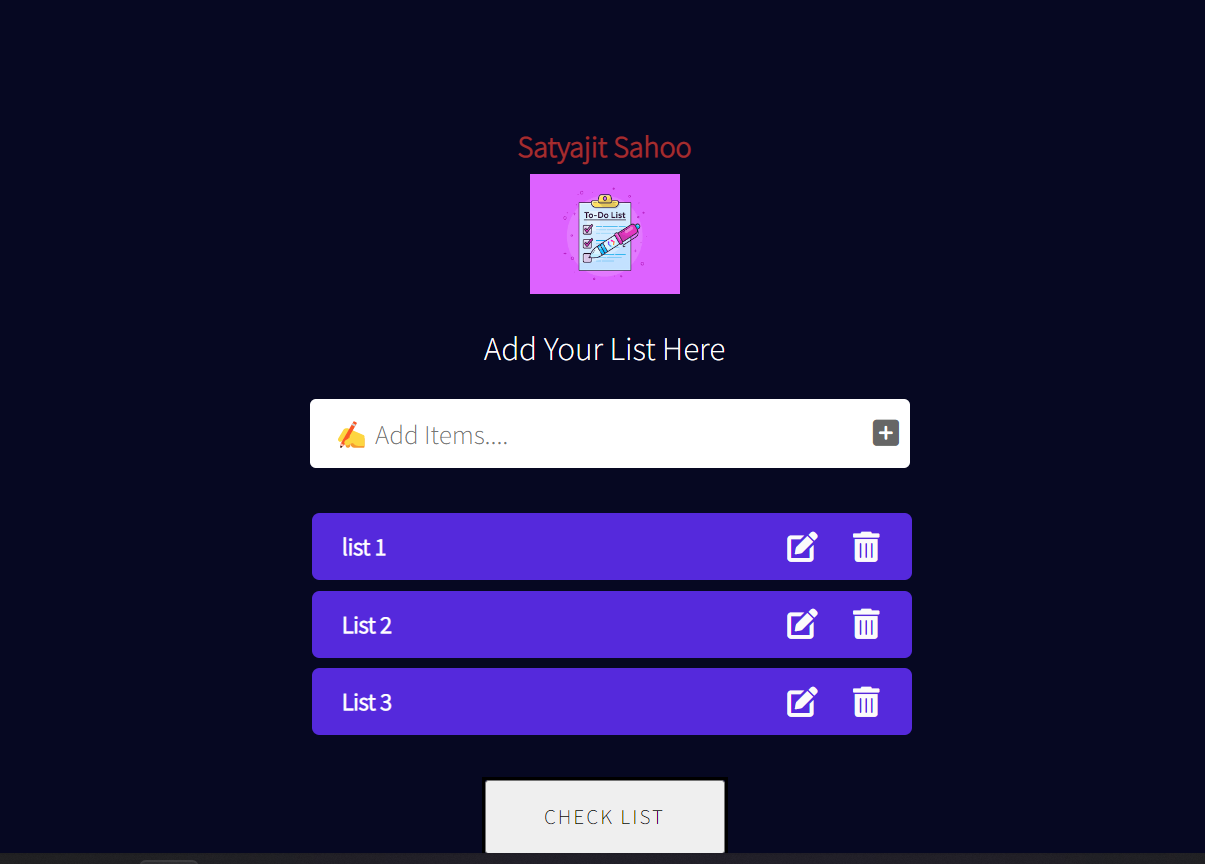 Satyajit Sahoo
To-Do List
Add Your List Here
✍️ Add Items....
list 1
List 2
List 3
CHECK LIST